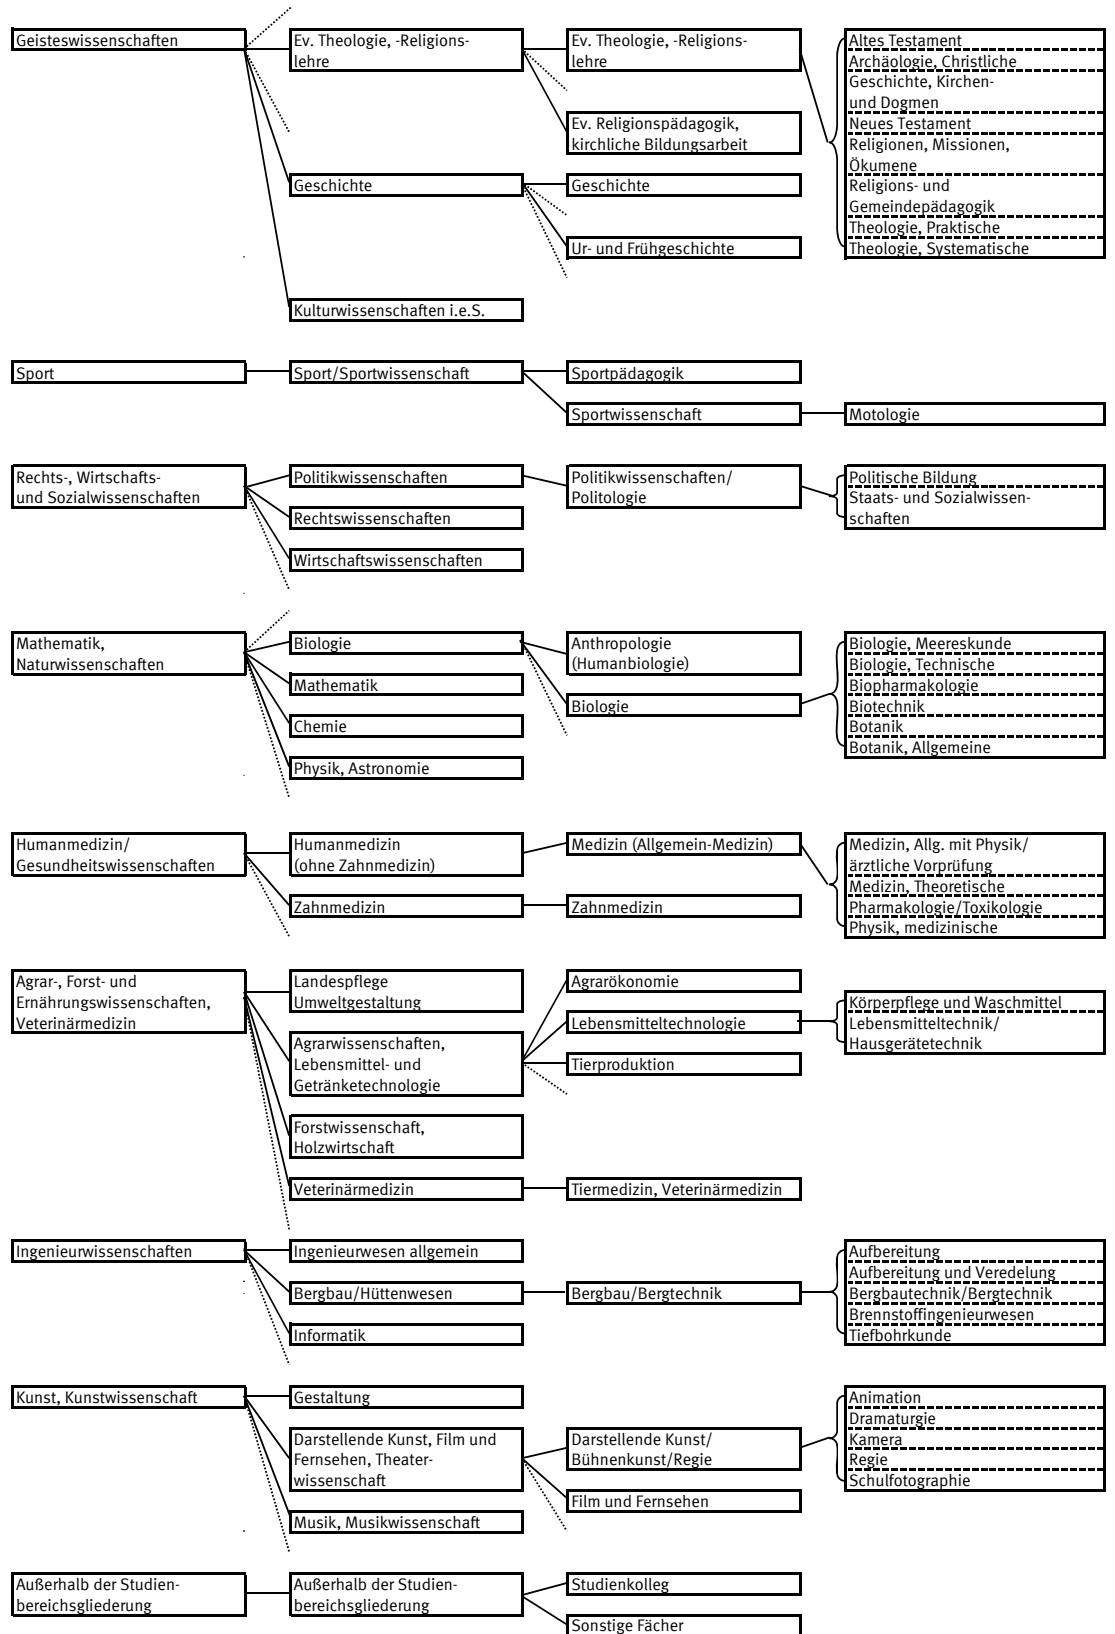 Geisteswissenschaften
Ev. Theologie, -Religions-
lehre
Ev. Theologie, -Religions-
lehre
Altes Testament
Archäologie, Christliche
Geschichte, Kirchen-
und Dogmen
Neues Testament
Religionen, Missionen,
Ökumene
Religions- und
Gemeindepädagogik
Theologie, Praktische
Theologie, Systematische
Ev. Religionspädagogik,
kirchliche Bildungsarbeit
Geschichte
Geschichte
Ur- und Frühgeschichte
Kulturwissenschaften i.e.S.
Sport
Sport/Sportwissenschaft
Sportpädagogik
Sportwissenschaft
Motologie
Rechts-, Wirtschafts-
und Sozialwissenschaften
Politikwissenschaften
Politikwissenschaften/
Politologie
Politische Bildung
Staats- und Sozialwissen-
schaften
Rechtswissenschaften
Wirtschaftswissenschaften
Mathematik,
Naturwissenschaften
Biologie
Anthropologie
(Humanbiologie)
Biologie, Meereskunde
Biologie, Technische
Biopharmakologie
Biotechnik
Botanik
Botanik, Allgemeine
Mathematik
Biologie
Chemie
Physik, Astronomie
Humanmedizin/
Gesundheitswissenschaften
Humanmedizin
(ohne Zahnmedizin)
Medizin (Allgemein-Medizin)
Medizin, Allg. mit Physik/
ärztliche Vorprüfung
Medizin, Theoretische
Pharmakologie/Toxikologie
Physik, medizinische
Zahnmedizin
Zahnmedizin
Agrar-, Forst- und
Ernährungswissenschaften,
Veterinärmedizin
Landespflege
Umweltgestaltung
Agrarökonomie
Lebensmitteltechnologie
Körperpflege und Waschmittel
Lebensmitteltechnik/
Hausgerätetechnik
Agrarwissenschaften,
Lebensmittel- und
Getränketechnologie
Tierproduktion
Forstwissenschaft,
Holzwirtschaft
Veterinärmedizin
Tiermedizin, Veterinärmedizin
Ingenieurwissenschaften
Ingenieurwesen allgemein
Bergbau/Hüttenwesen
Bergbau/Bergtechnik
Aufbereitung
Aufbereitung und Veredelung
Bergbautechnik/Bergtechnik
Brennstoffingenieurwesen
Tiefbohrkunde
Informatik
Kunst, Kunstwissenschaft
Gestaltung
Darstellende Kunst, Film und
Fernsehen, Theater-
wissenschaft
Darstellende Kunst/
Bühnenkunst/Regie
Animation
Dramaturgie
Kamera
Regie
Schulfotographie
Film und Fernsehen
Musik, Musikwissenschaft
Außerhalb der Studien-
bereichsgliederung
Außerhalb der Studien-
bereichsgliederung
Studienkolleg
Sonstige Fächer